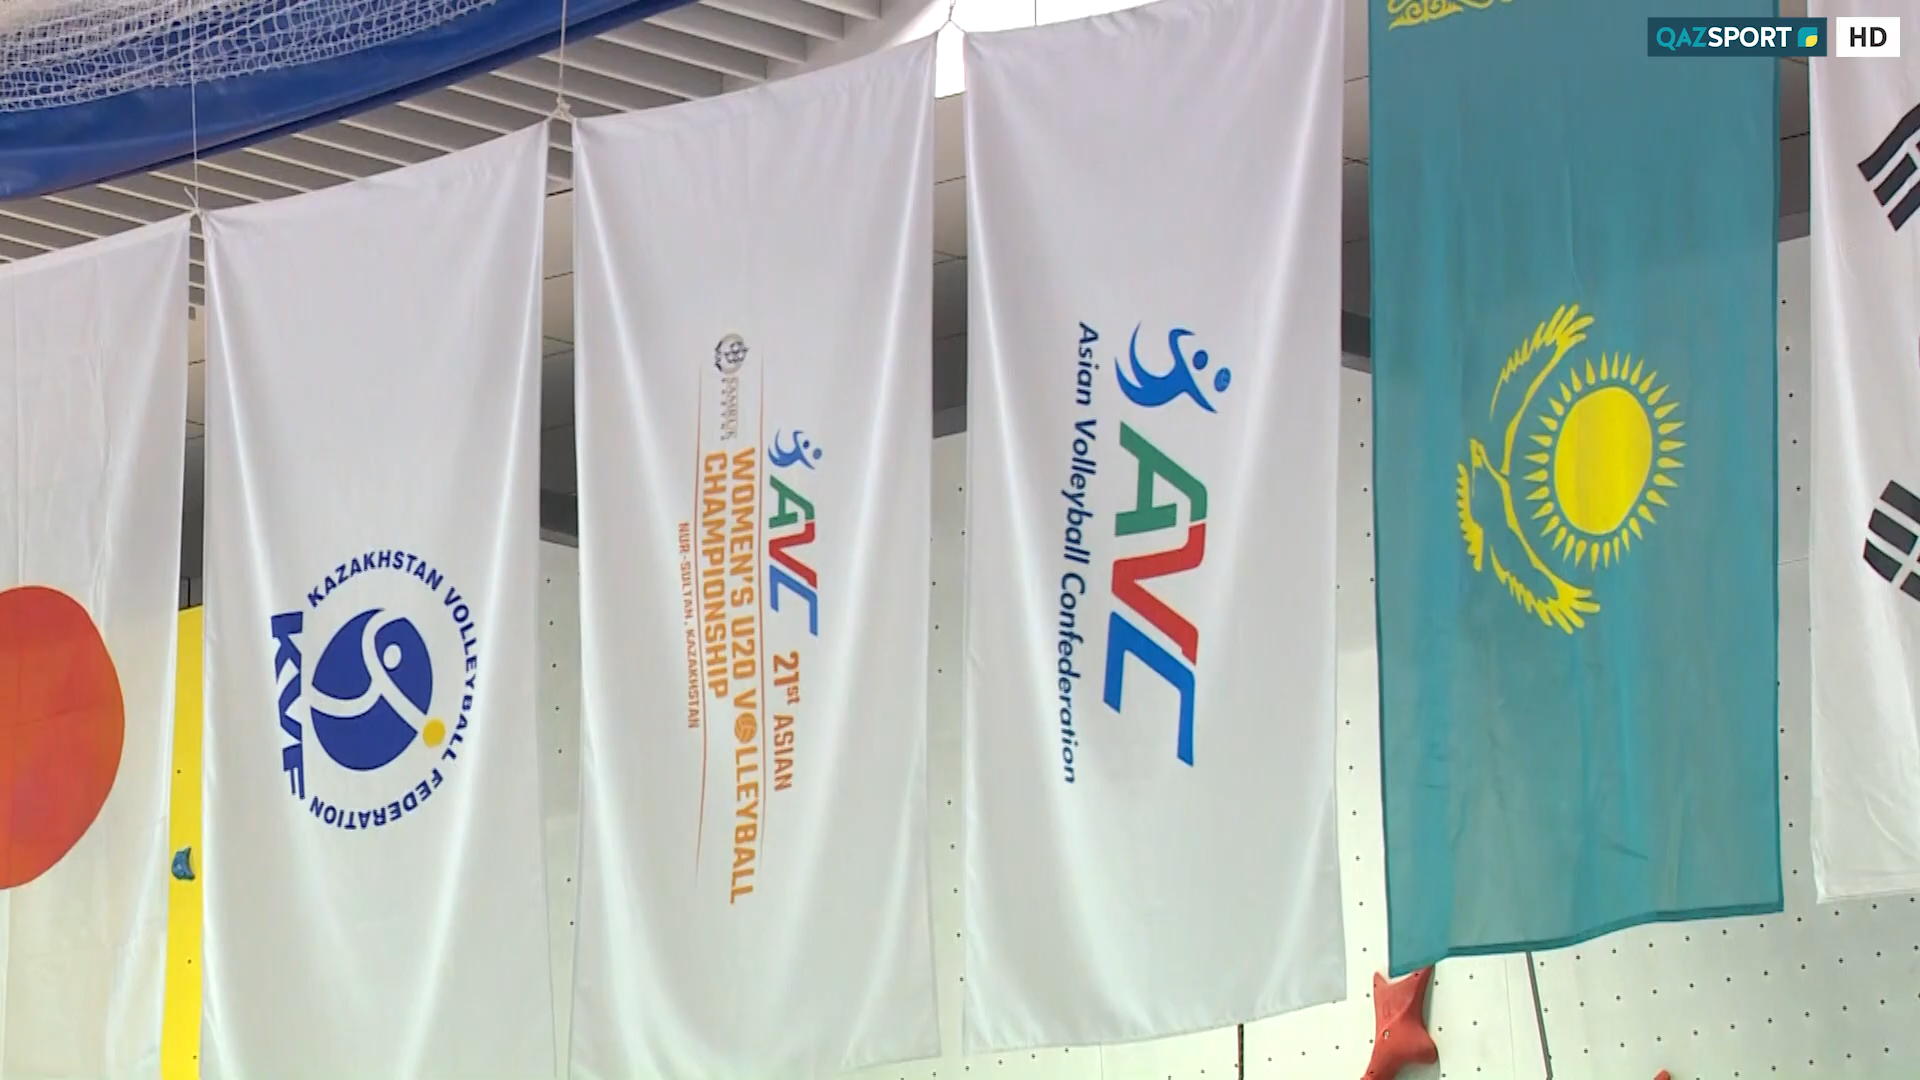 QAZSPORT HD
KAZAKHSTAN VOLLEYBALL FEDERATION
KVF
AVC 21st ASIAN
WOMEN'S U20 VOLLEYBALL
CHAMPIONSHIP
NUR-SULTAN, KAZAKHSTAN
SAMRUK
AVC
Asian Volleyball Confederation